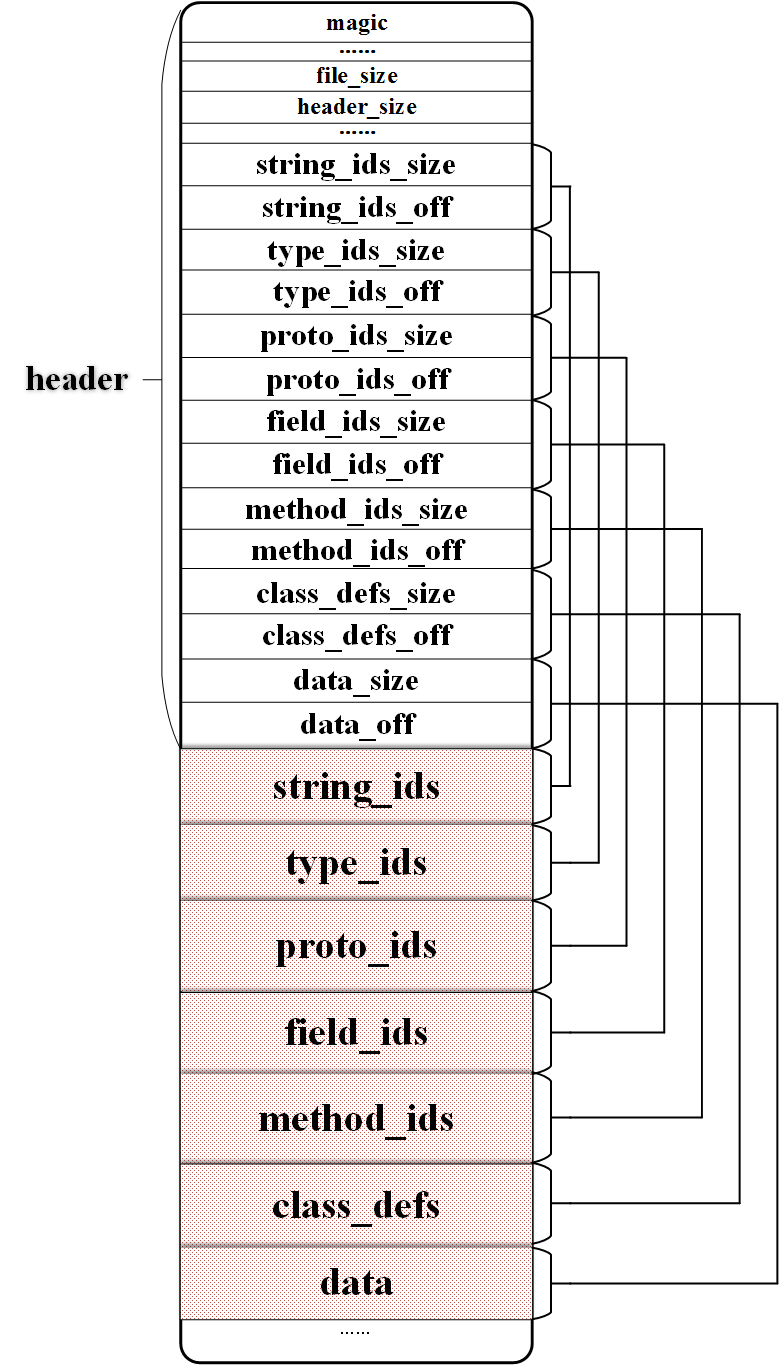 magic
......
file_size
header_size
......
string_ids_size
string_ids_off
type_ids_size
type_ids_off
proto_ids_size
header
proto_ids_off
field_ids_size
field_ids_off
method_ids_size
method_ids_off
class_defs_size
class_defs_off
data_size
data_off
string_ids
type_ids
proto_ids
field_ids
method_ids
class_defs
data
......